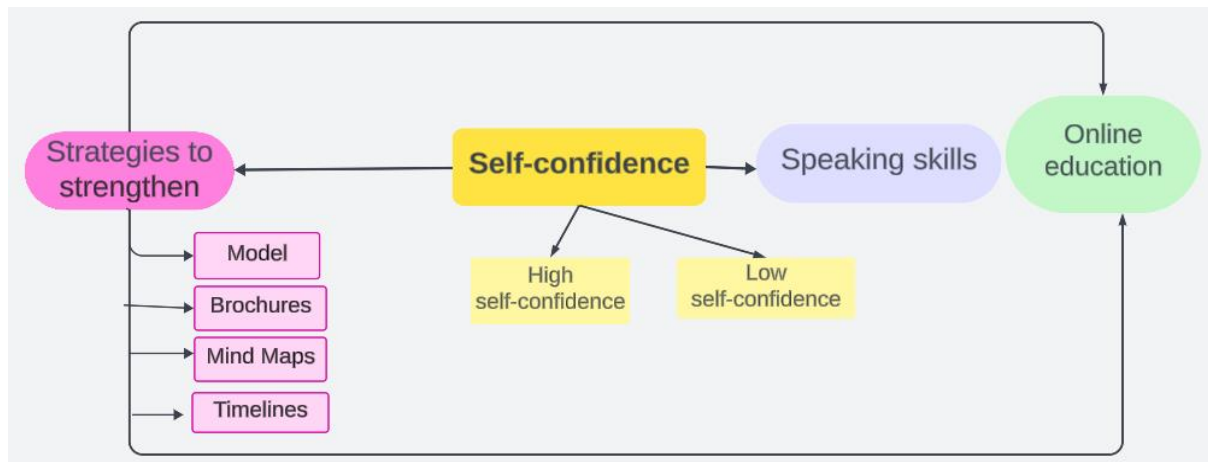 Strategies to
strengthen
Self-confidence
Speaking skills
Online
education
Model
Brochures
Mind Maps
Timelines
High
self-confidence
Low
self-confidence